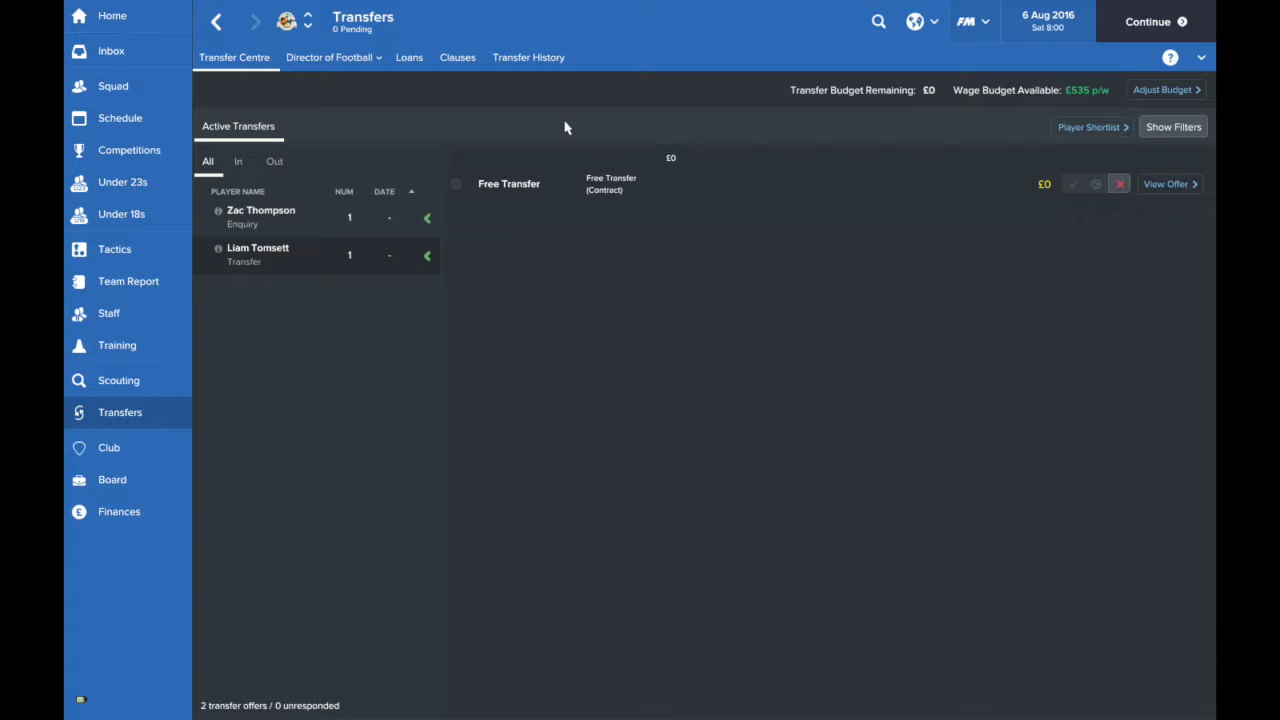 Home
Inbox
Squad
Schedule
Competitions
Under 23s
Under 18s
Tactics
Team Report
Staff
Training
Scouting
Transfers
Club
Board
Finances
Transfers
0 Pending
FM
6 Aug 2016
Sat 8:00
Continue
Transfer Centre
Director of Football
Loans
Clauses
Transfer History
?
Transfer Budget Remaining: £0
Wage Budget Available: £535 p/w
Adjust Budget
Active Transfers
Player Shortlist
Show Filters
All
In
Out
PLAYER NAME
NUM
DATE
Zac Thompson
Enquiry
1
-
Liam Tomsett
Transfer
1
-
£0
Free Transfer
Free Transfer
(Contract)
£0
View Offer
2 transfer offers / 0 unresponded